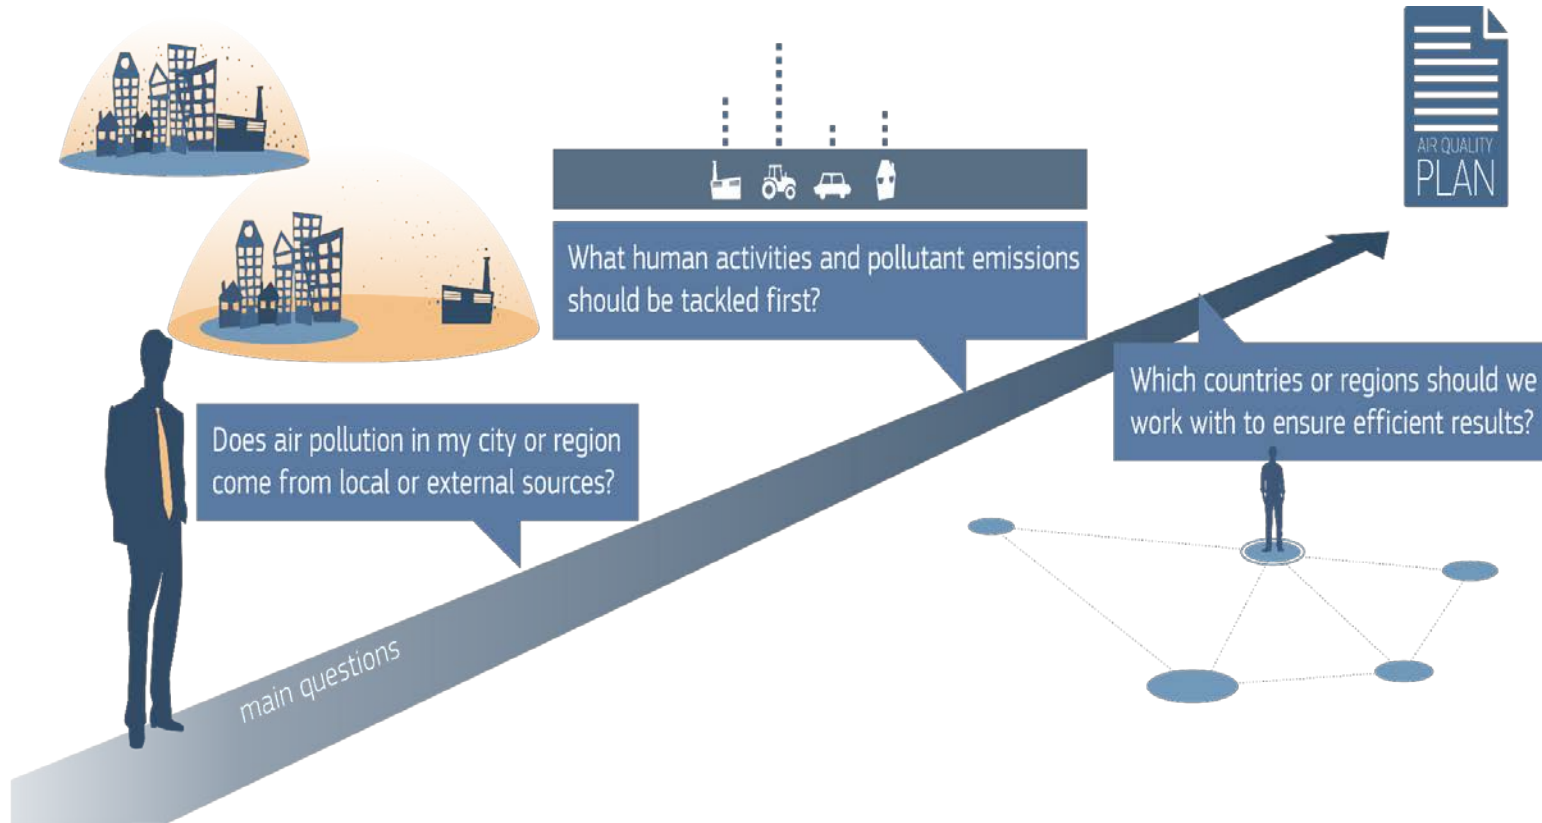 AIR QUALITY
PLAN
What human activities and pollutant emissions
should be tackled first?
Which countries or regions should we
work with to ensure efficient results?
Does air pollution in my city or region
come from local or external sources?
main questions